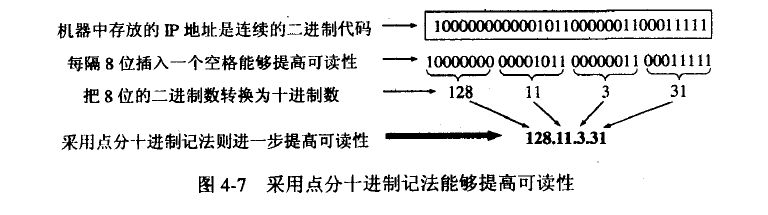 机器中存放的 IP 地址是连续的二进制代码 10000000000010110000001100011111
每隔 8 位插入一个空格能够提高可读性 10000000 00001011 00000011 00011111
把 8 位的二进制数转换为十进制数 128 11 3 31
采用点分十进制记法则进一步提高可读性 128.11.3.31
图 4-7 采用点分十进制记法能够提高可读性